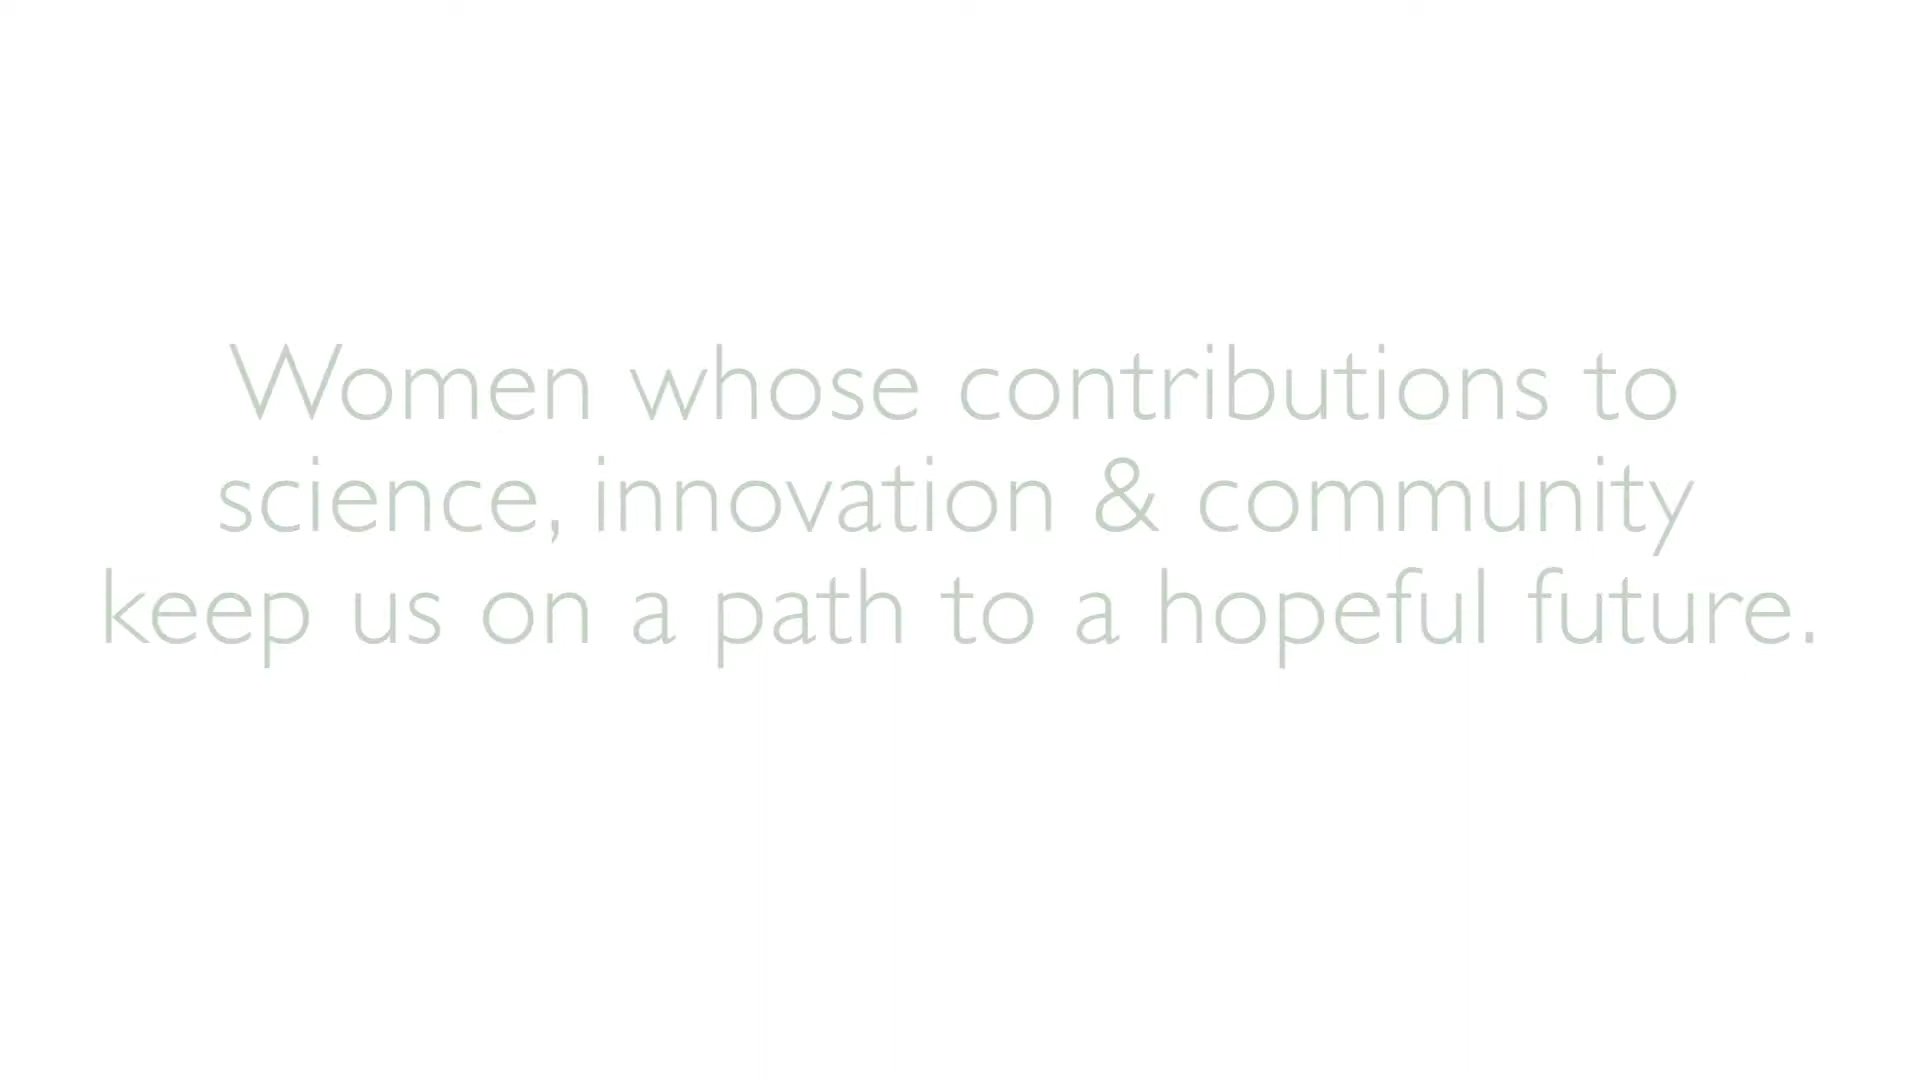 Women whose contributions to
science, innovation & community
keep us on a path to a hopeful future.